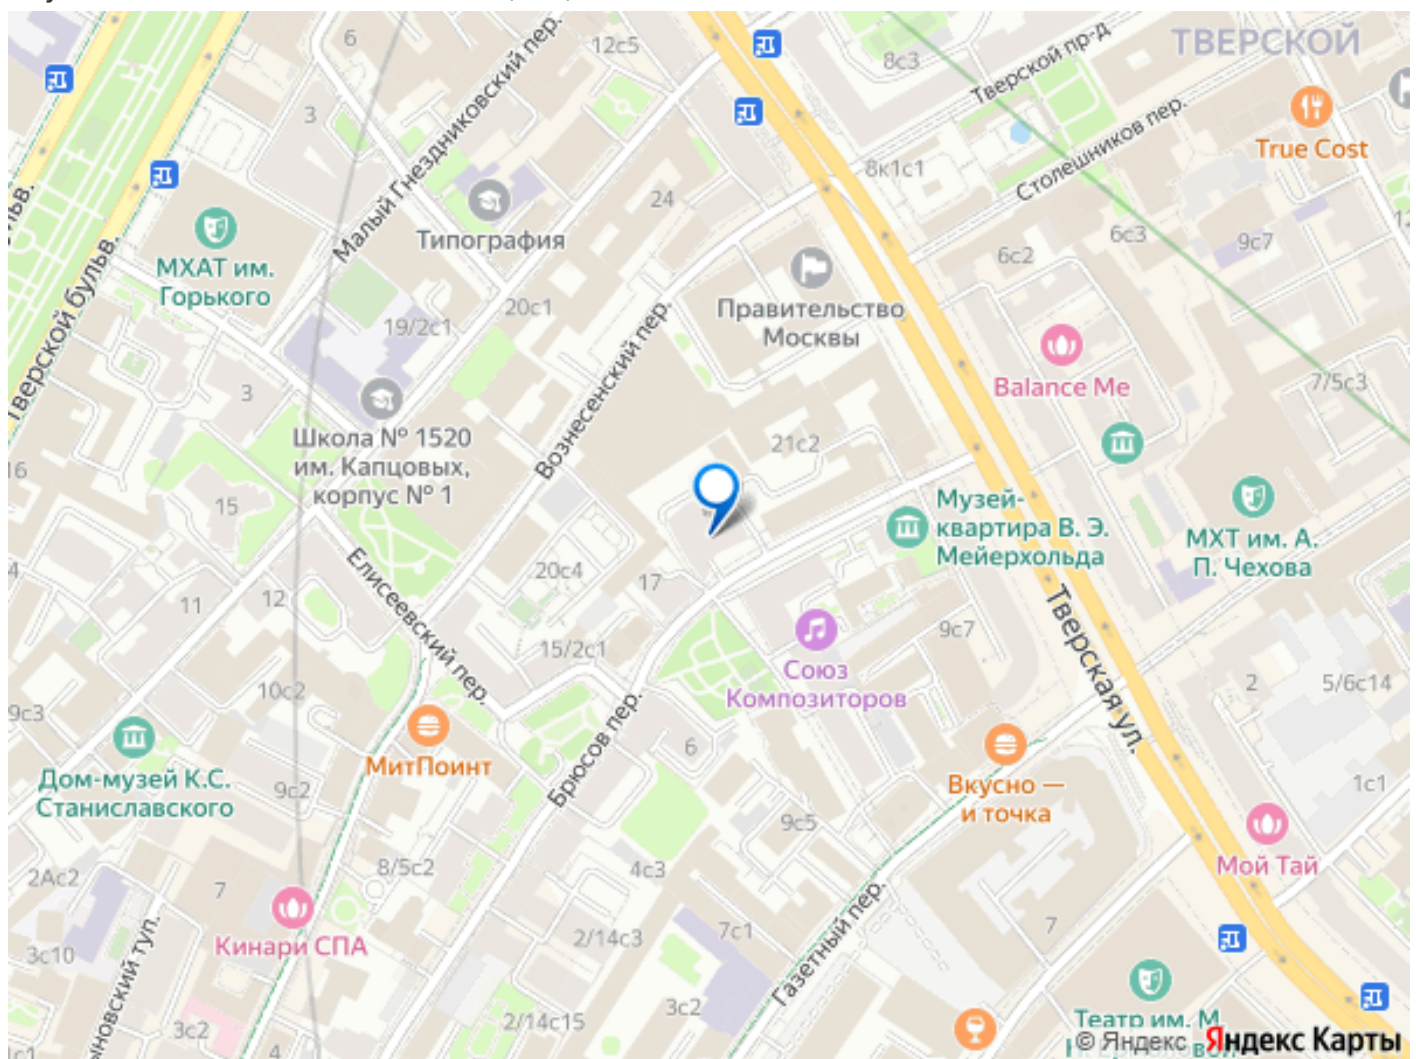 6
12с5
ТВЕРСКОЙ
8с3
Тверской пр-д
Малый Гнездниковский пер.
3
True Cost
Столешников пер.
8к1с1
24
Типография
МХАТ им.
Горького
6с2
6с3
9с7
Правительство
Москвы
20с1
19/2с1
Тверской бульв.
Вознесенский пер.
Balance Me
7/5с3
3
Школа № 1520
им. Капцовых,
корпус № 1
21с2
16
15
Музей-
квартира В. Э.
Мейерхольда
МХТ им. А.
П. Чехова
20с4
17
Елисеевский пер.
11
12
15/2с1
9с7
Тверская ул.
Союз
Композиторов
10с2
2
5/6с14
9с3
6
Брюсов пер.
МитПоинт
Дом-музей К.С.
Станиславского
9с2
Вкусно —
и точка
1с1
9с5
Мой Тай
8/5с2
4с3
2Ас2
7
Кинари СПА
2/14с3
7с1
Газетный пер.
7
3с10
3с2
2/14с15
3с2
4
Театр им. М.
© Яндекс Яндекс Карты